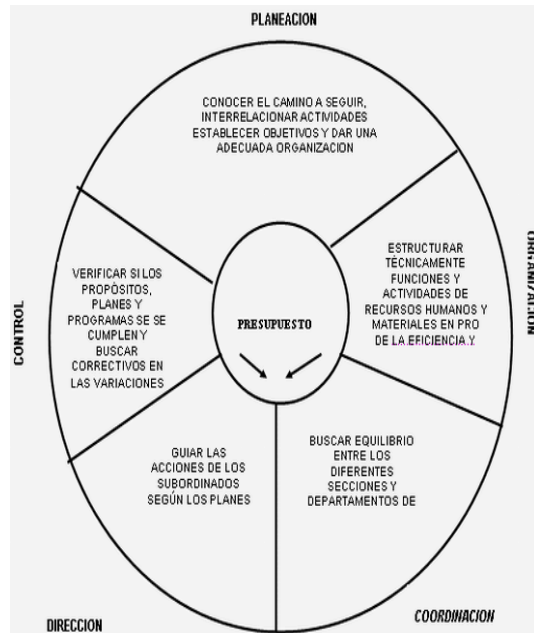 PLANEACION
CONOCER EL CAMINO A SEGUIR,
INTERRELACIONAR ACTIVIDADES
ESTABLECER OBJETIVOS Y DAR UNA
ADECUADA ORGANIZACION
ORGANIZACION
ESTRUCTURAR
TÉCNICAMENTE
FUNCIONES Y
ACTIVIDADES DE
RECURSOS HUMANOS Y
MATERIALES EN PRO
DE LA EFICIENCIA Y
CONTROL
VERIFICAR SI LOS
PROPÓSITOS,
PLANES Y
PROGRAMAS SE SE
CUMPLEN Y
BUSCAR
CORRECTIVOS EN
LAS VARIACIONES
PRESUPUESTO
GUIAR LAS
ACCIONES DE LOS
SUBORDINADOS
SEGÚN LOS PLANES
BUSCAR EQUILIBRIO
ENTRE LOS
DIFERENTES
SECCIONES Y
DEPARTAMENTOS DE
DIRECCION
COORDINACION